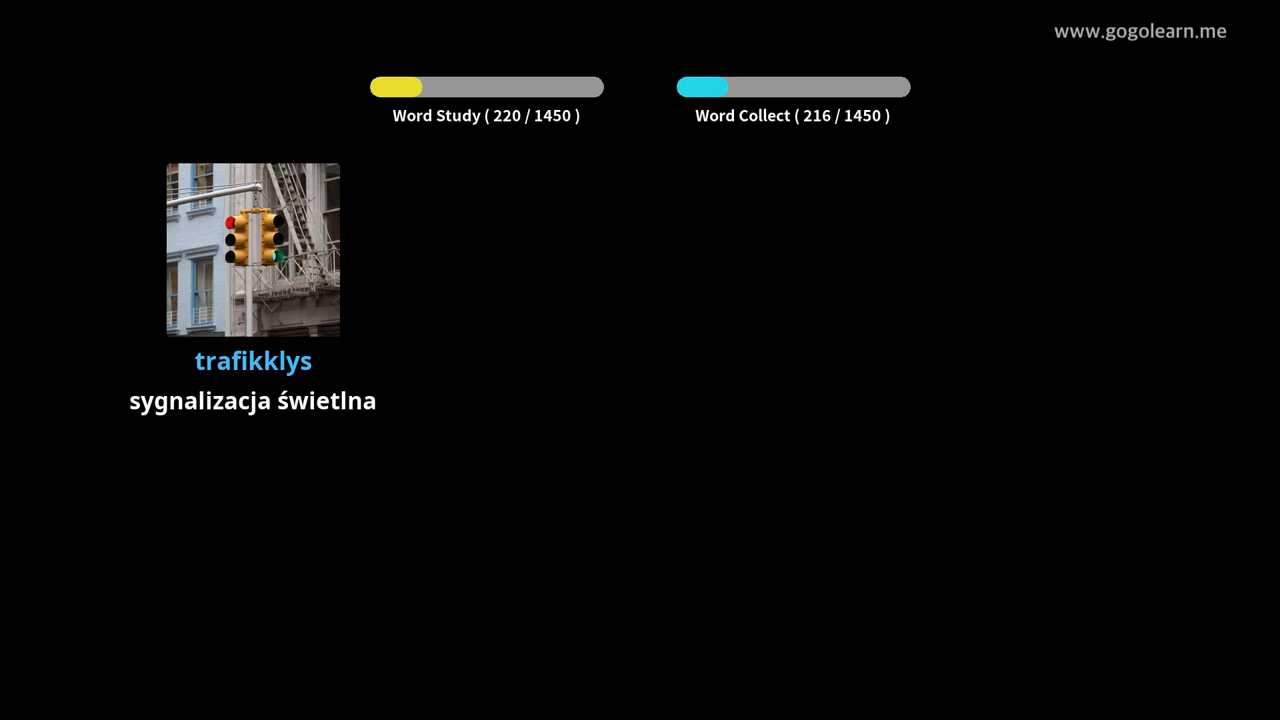 www.gogolearn.me
Word Study ( 220 / 1450 )
Word Collect ( 216 / 1450 )
trafikklys
sygnalizacja świetlna